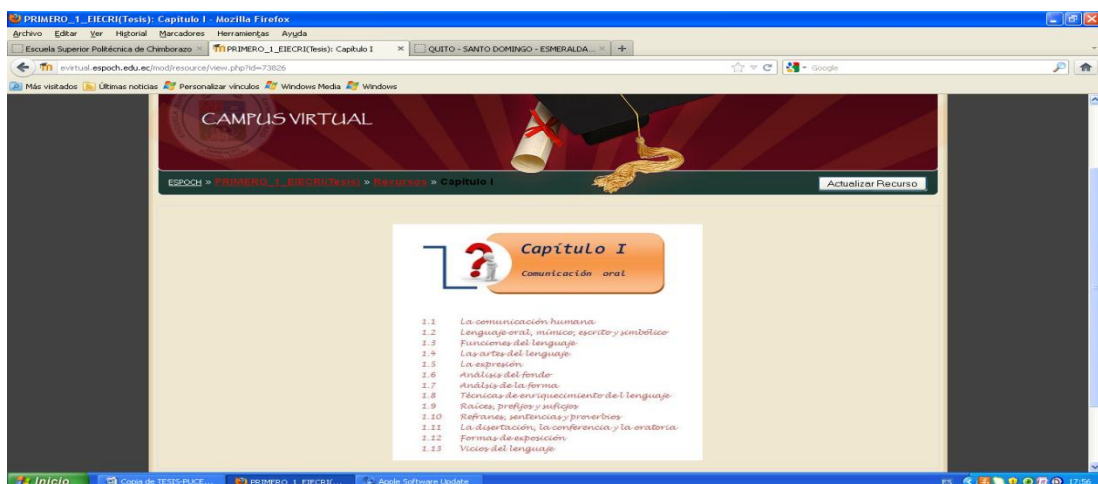 PRIMERO_1_EIECRI(Tesis): Capítulo I - Mozilla Firefox
Archivo Editar Ver Historial Marcadores Herramientas Ayuda
Escuela Superior Politécnica de Chimborazo
PRIMERO_1_EIECRI(Tesis): Capítulo I
QUITO - SANTO DOMINGO - ESMERALDA...
evirtual.espoch.edu.ec/mod/resource/view.php?id=73826
Google
Más visitados Últimas noticias Personalizar vínculos Windows Media Windows
CAMPUS VIRTUAL
ESPOCH » PRIMERO_1_EIECRI(Tesis) » Recursos » Capítulo I
Actualizar Recurso
Capítulo I
Comunicación oral
1.1 La comunicación humana
1.2 Lenguaje oral, mímico, escrito y simbólico
1.3 Funciones del lenguaje
1.4 Las artes del lenguaje
1.5 La expresión
1.6 Análisis del fondo
1.7 Análsis de la forma
1.8 Técnicas de enriquecimiento de l lenguaje
1.9 Raíces, prefijos y sufijos
1.10 Refranes, sentencias y proverbios
1.11 La disertación, la conferencia y la oratoria
1.12 Formas de exposición
1.13 Vicios del lenguaje
Inicio
Copia de TESIS-PUCE...
PRIMERO_1_EIECRI(...
Apple Software Update
ES
17:56